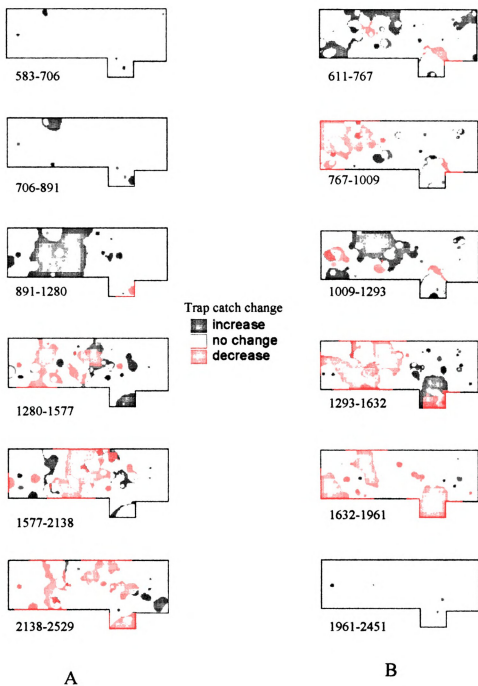 583-706
706-891
891-1280
1280-1577
1577-2138
2138-2529
A
Trap catch change
increase
no change
decrease
611-767
767-1009
1009-1293
1293-1632
1632-1961
1961-2451
B